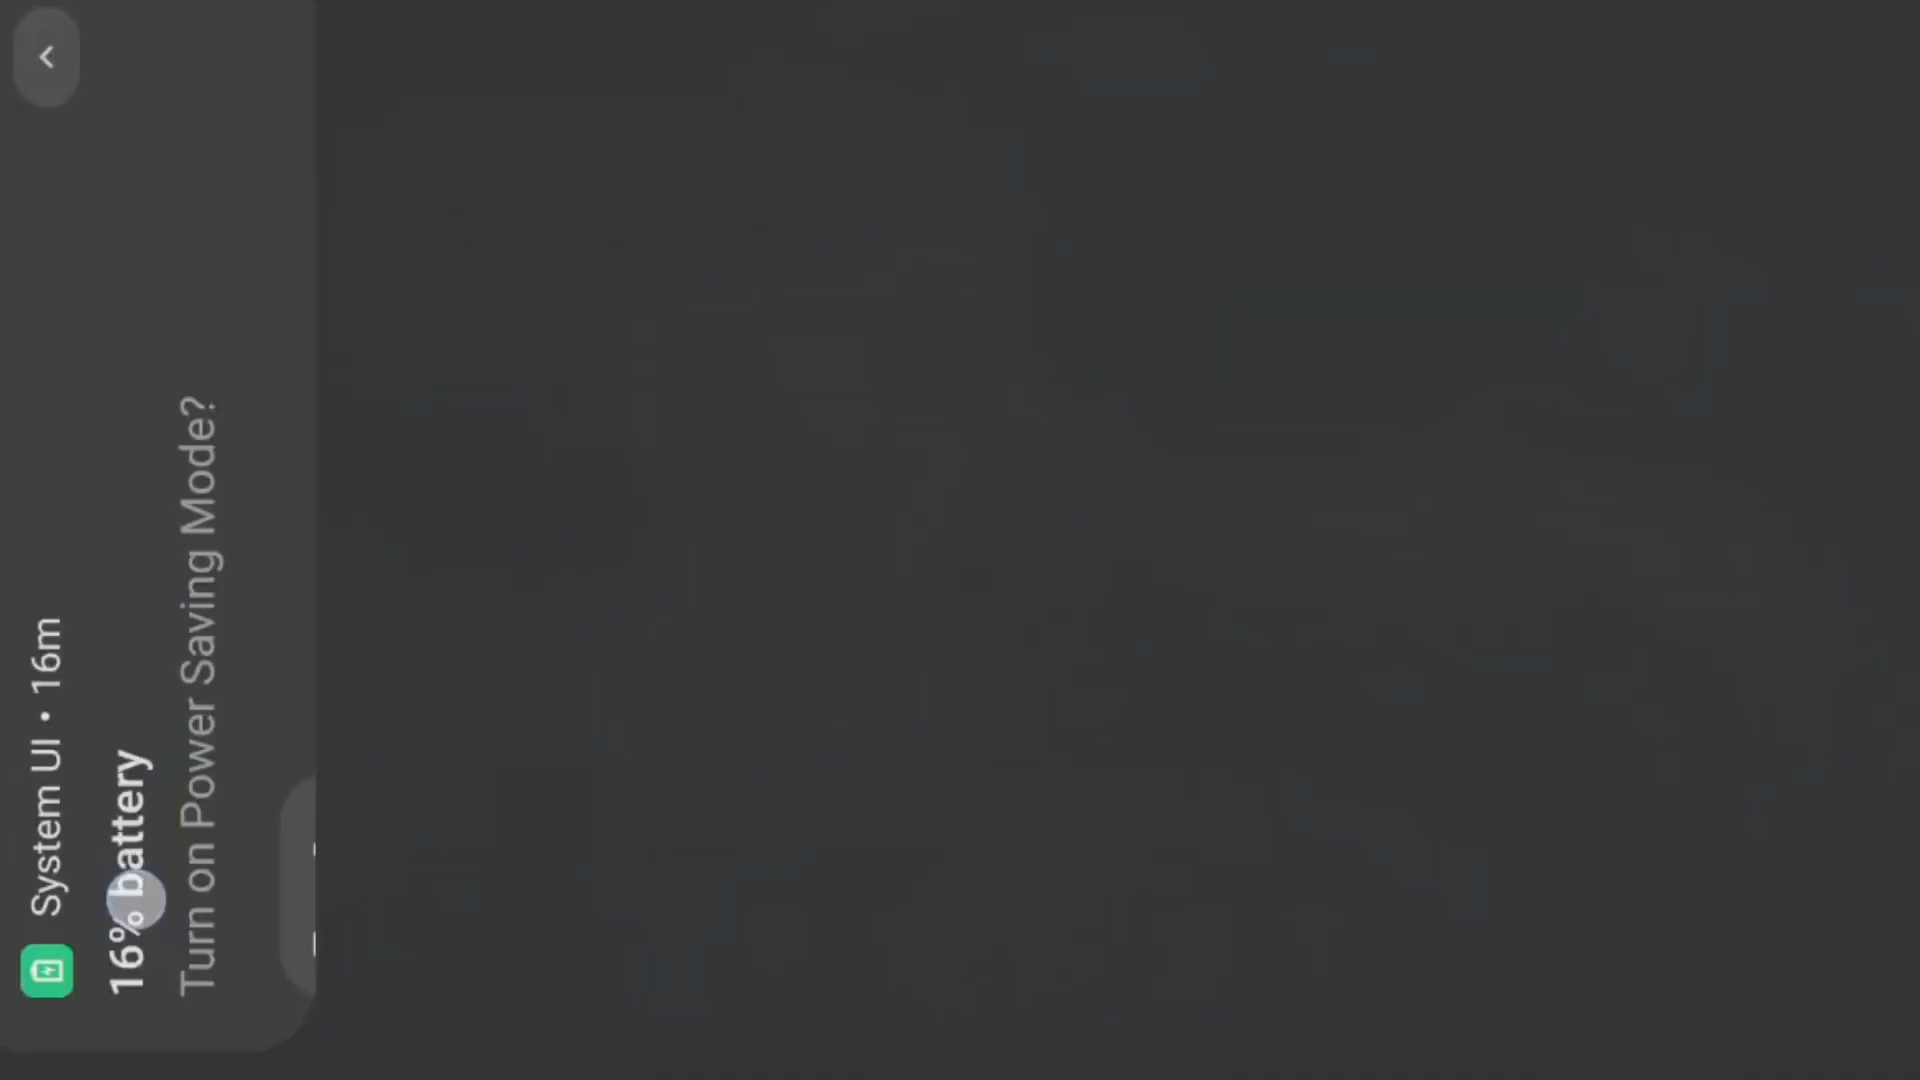 System UI • 16m
16% battery
Turn on Power Saving Mode?